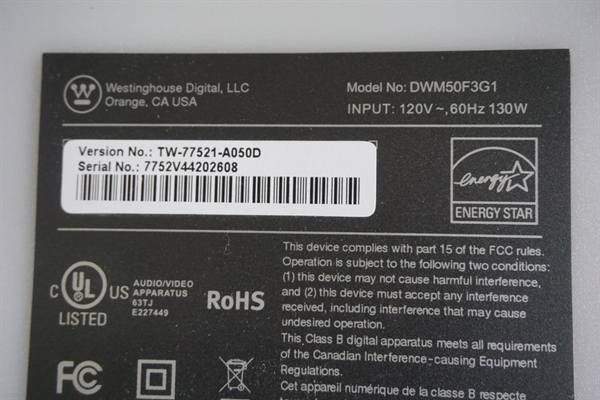 Westinghouse Digital, LLC
Orange, CA USA
Model No: DWM50F3G1
INPUT: 120V ~, 60Hz 130W
Version No.: TW-77521-A050D
Serial No.: 7752V44202608
energy
ENERGY STAR
This device complies with part 15 of the FCC rules.
Operation is subject to the following two conditions:
(1) this device may not cause harmful interference,
and (2) this device must accept any interference
received, including interference that may cause
undesired operation.
This Class B digital apparatus meets all requirements
of the Canadian Interference-causing Equipment
Regulations.
Cet appareil numérique de la classe B respecte
C UL US
LISTED
AUDIO/VIDEO
APPARATUS
63TJ
E227449
RoHS
FC